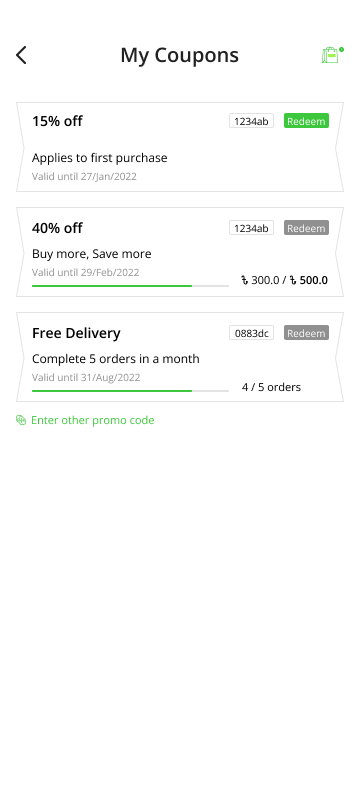 My Coupons
15% off 1234ab Redeem
Applies to first purchase
Valid until 27/Jan/2022
40% off 1234ab Redeem
Buy more, Save more
Valid until 29/Feb/2022
৳ 300.0 / ৳ 500.0
Free Delivery 0883dc Redeem
Complete 5 orders in a month
Valid until 31/Aug/2022
4 / 5 orders
Enter other promo code